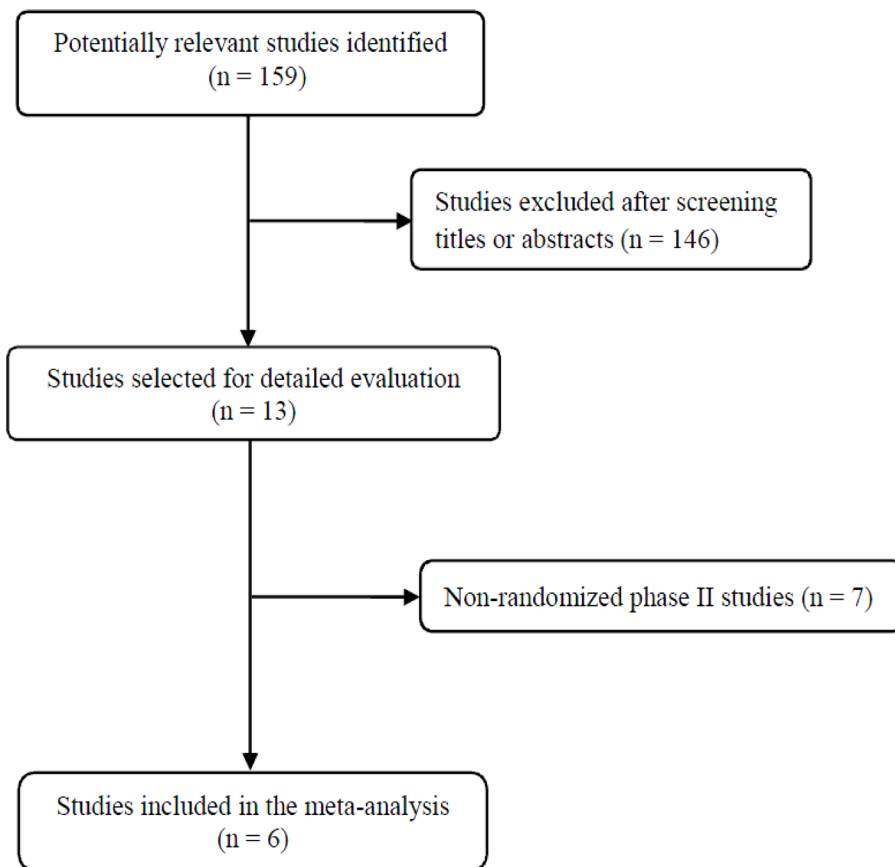 Potentially relevant studies identified
(n = 159)
Studies excluded after screening
titles or abstracts (n = 146)
Studies selected for detailed evaluation
(n = 13)
Non-randomized phase II studies (n = 7)
Studies included in the meta-analysis
(n = 6)